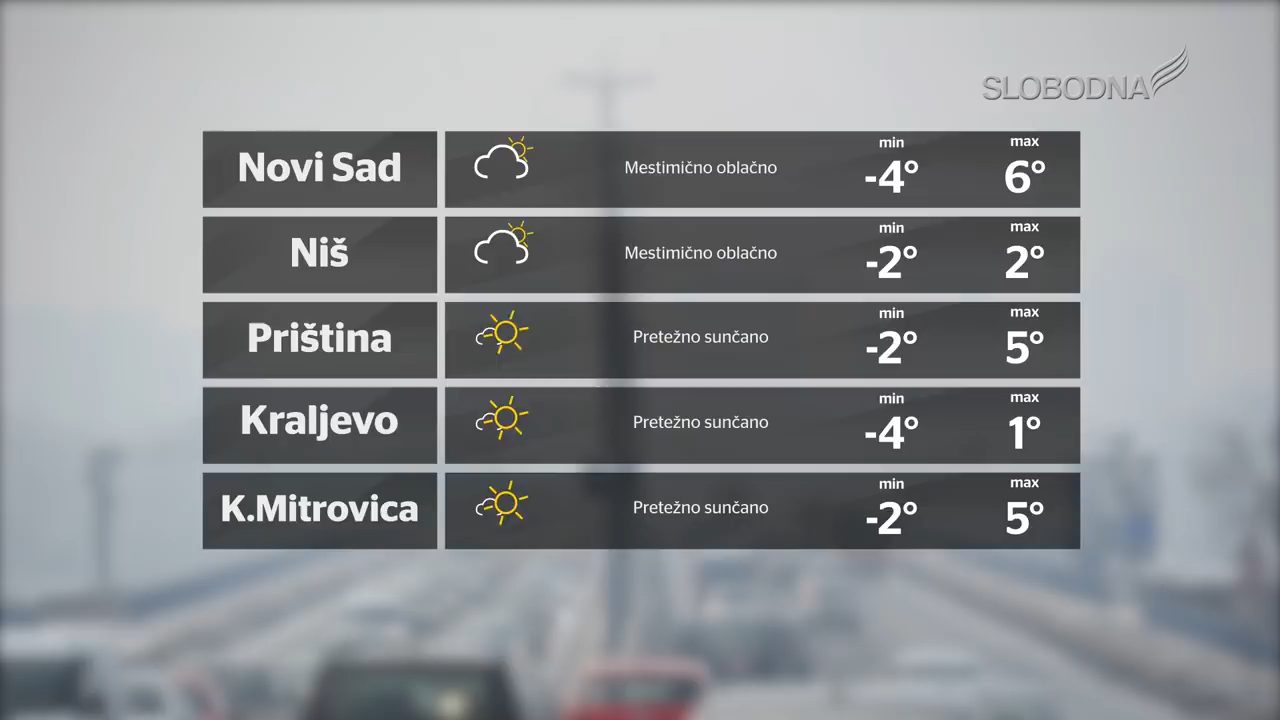 SLOBODNA
Novi Sad
Mestimično oblačno
min
-4°
max
6°
Niš
Mestimično oblačno
min
-2°
max
2°
Priština
Pretežno sunčano
min
-2°
max
5°
Kraljevo
Pretežno sunčano
min
-4°
max
1°
K.Mitrovica
Pretežno sunčano
min
-2°
max
5°